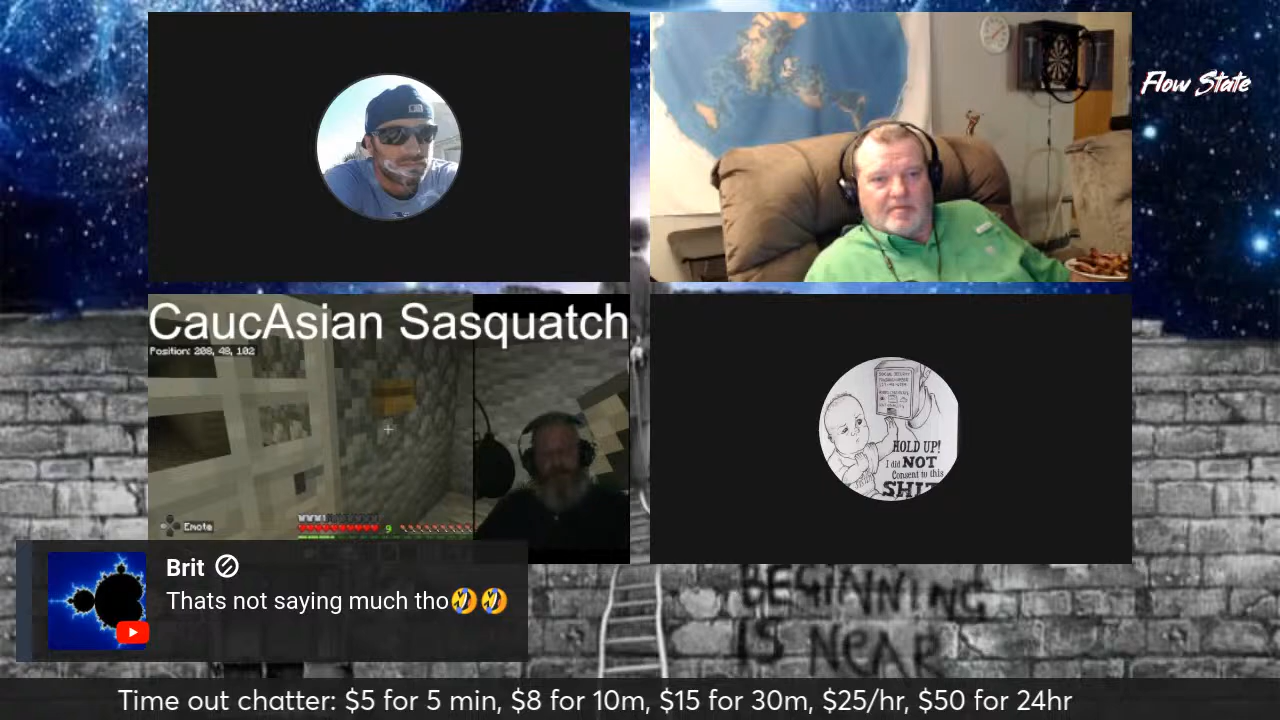 Flow State
CaucAsian Sasquatch
Position: 208, 48, 102
HOLD UP!
I did NOT
Consent to this
SHIT
Emote
9
Brit
Thats not saying much tho🤣🤣
BEGINNING
IS NEAR
Time out chatter: $5 for 5 min, $8 for 10m, $15 for 30m, $25/hr, $50 for 24hr